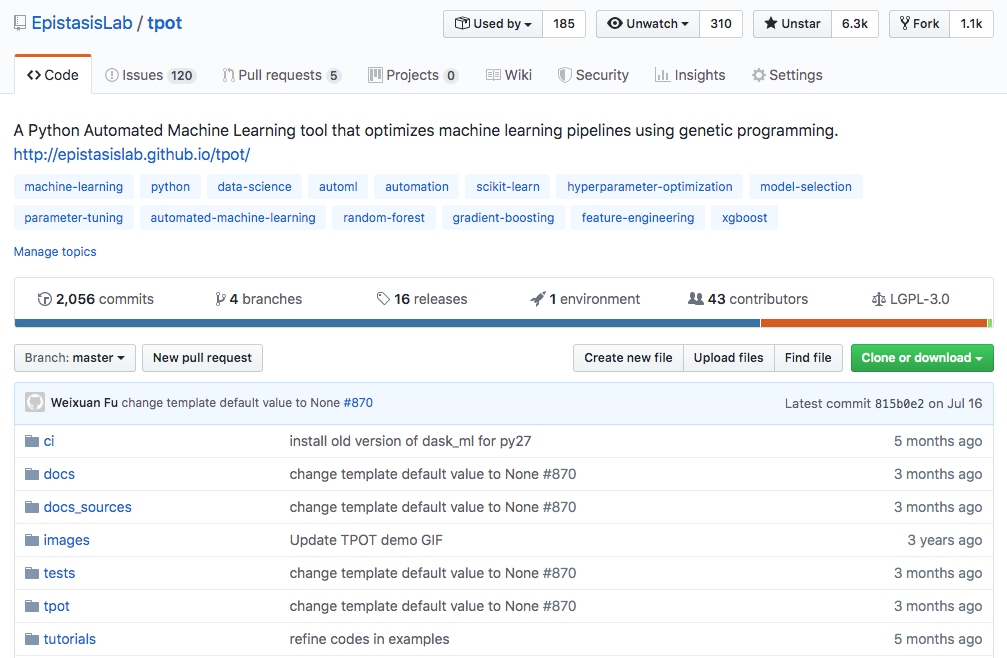 EpistasisLab / tpot Used by 185 Unwatch 310 Unstar 6.3k Fork 1.1k
Code Issues 120 Pull requests 5 Projects 0 Wiki Security Insights Settings
A Python Automated Machine Learning tool that optimizes machine learning pipelines using genetic programming.
http://epistasislab.github.io/tpot/
machine-learning python data-science automl automation scikit-learn hyperparameter-optimization model-selection
parameter-tuning automated-machine-learning random-forest gradient-boosting feature-engineering xgboost
Manage topics
2,056 commits 4 branches 16 releases 1 environment 43 contributors LGPL-3.0
Branch: master New pull request Create new file Upload files Find file Clone or download
Weixuan Fu change template default value to None #870 Latest commit 815b0e2 on Jul 16
ci install old version of dask_ml for py27 5 months ago
docs change template default value to None #870 3 months ago
docs_sources change template default value to None #870 3 months ago
images Update TPOT demo GIF 3 years ago
tests change template default value to None #870 3 months ago
tpot change template default value to None #870 3 months ago
tutorials refine codes in examples 5 months ago